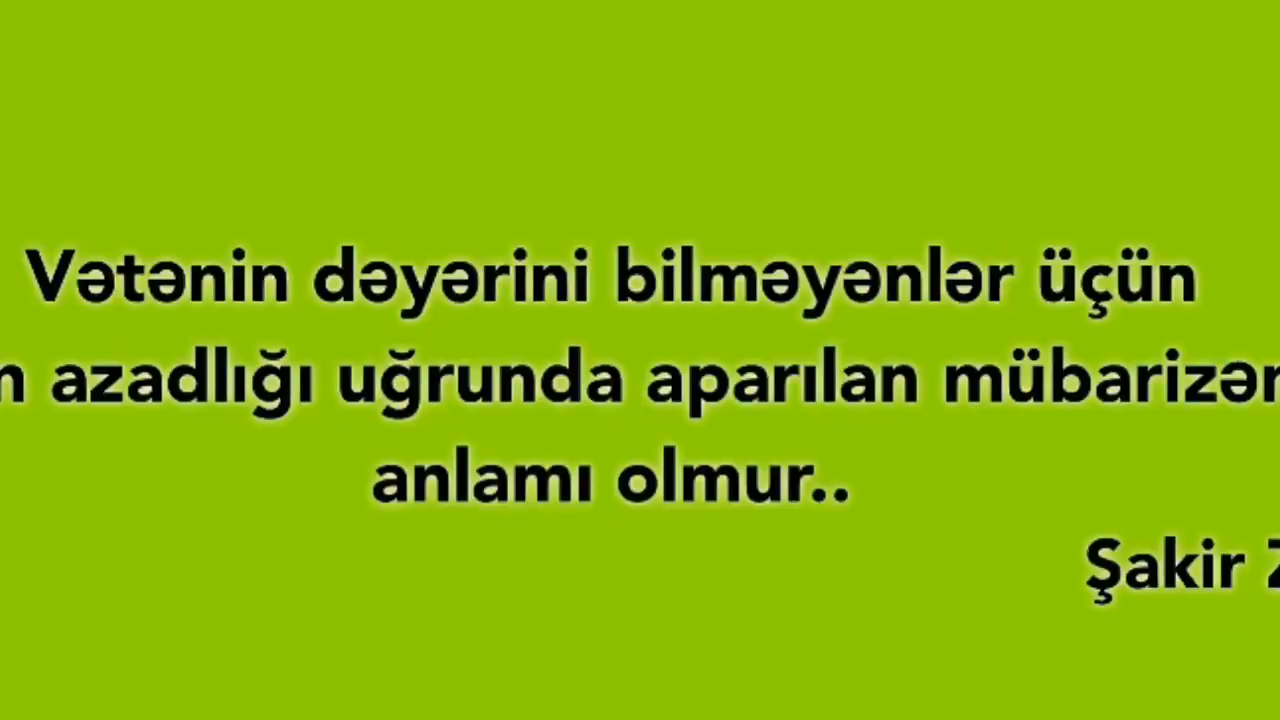 Vətənin dəyərini bilməyənlər üçün
azadlığı uğrunda aparılan
anlamı olmur..
Şakir